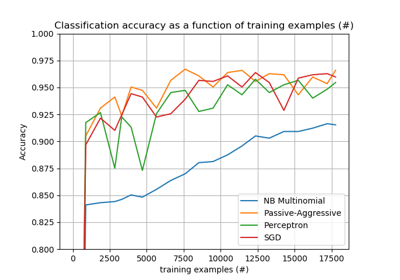 Classification accuracy as a function of training examples (#)
1.000
0.975
0.950
0.925
0.900
0.875
0.850
0.825
0.800
Accuracy
NB Multinomial
Passive-Aggressive
Perceptron
SGD
0 2500 5000 7500 10000 12500 15000 17500
training examples (#)